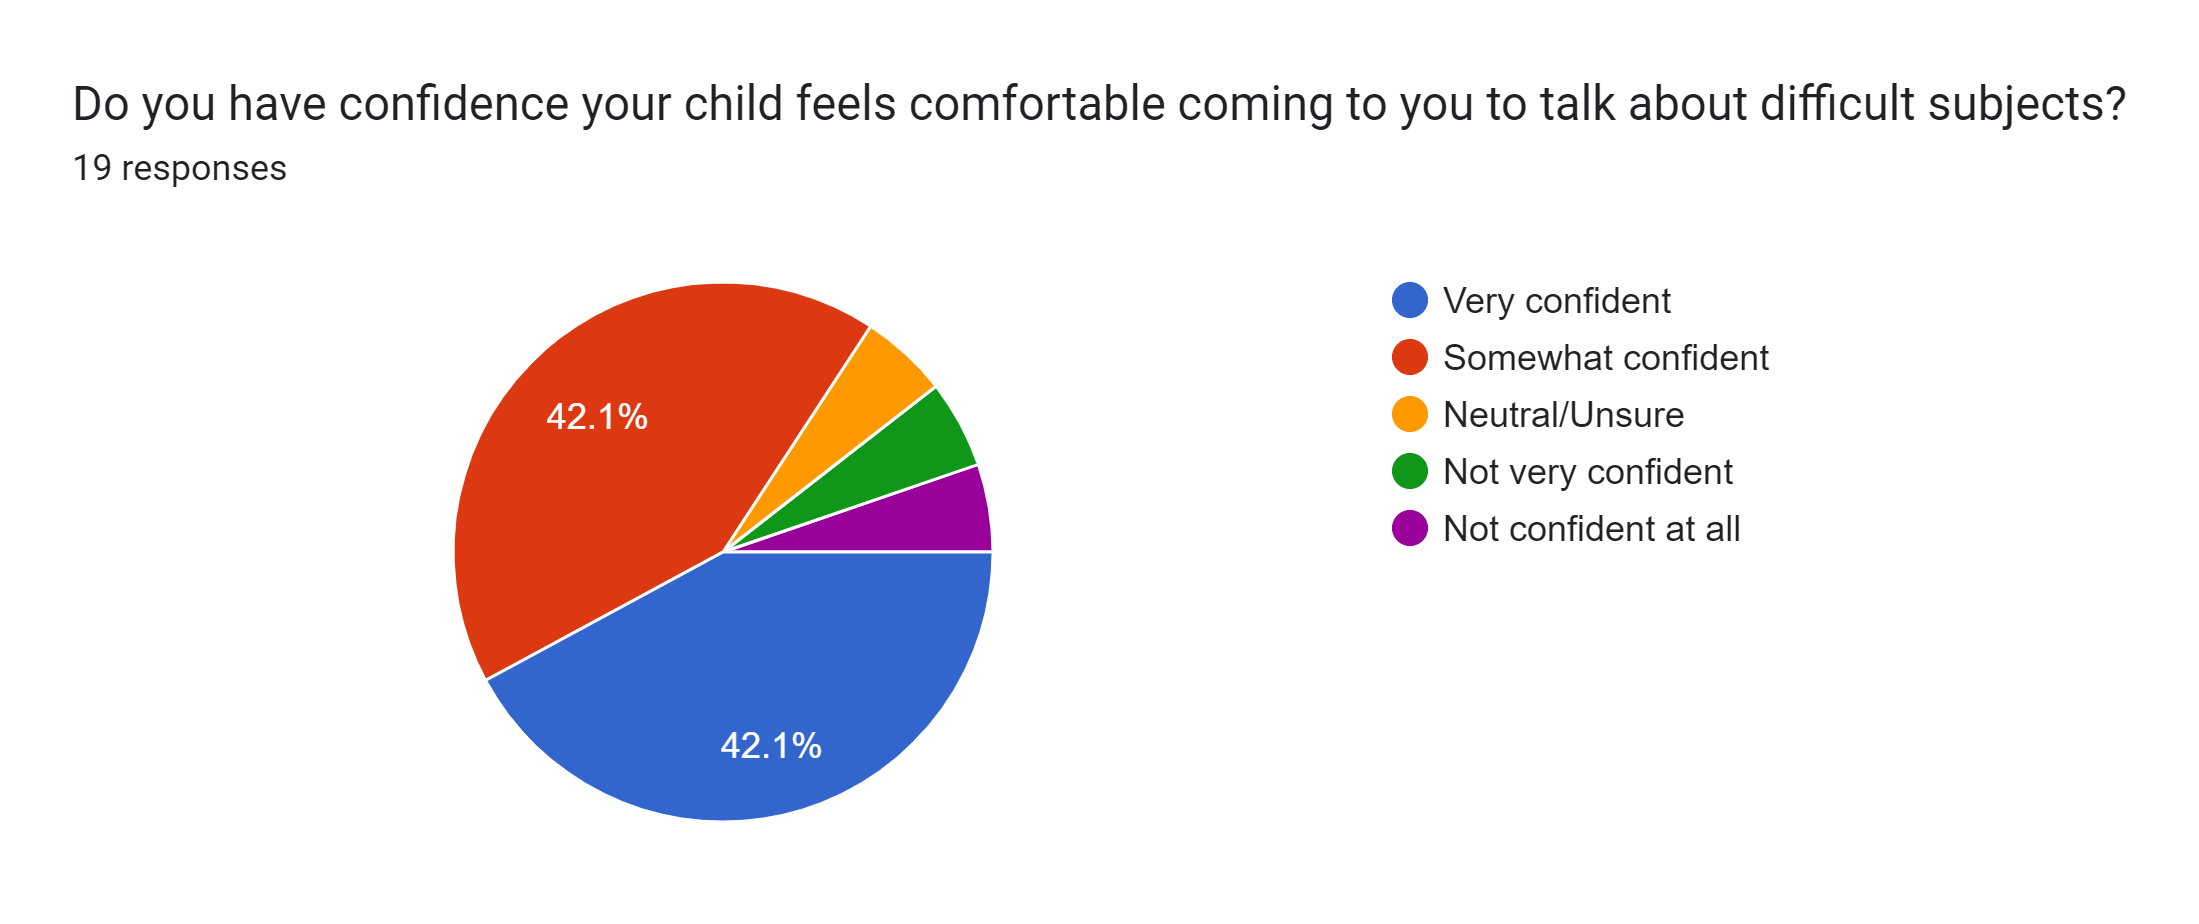 Do you have confidence your child feels comfortable coming to you to talk about difficult subjects?
19 responses
42.1%
42.1%
Very confident
Somewhat confident
Neutral/Unsure
Not very confident
Not confident at all